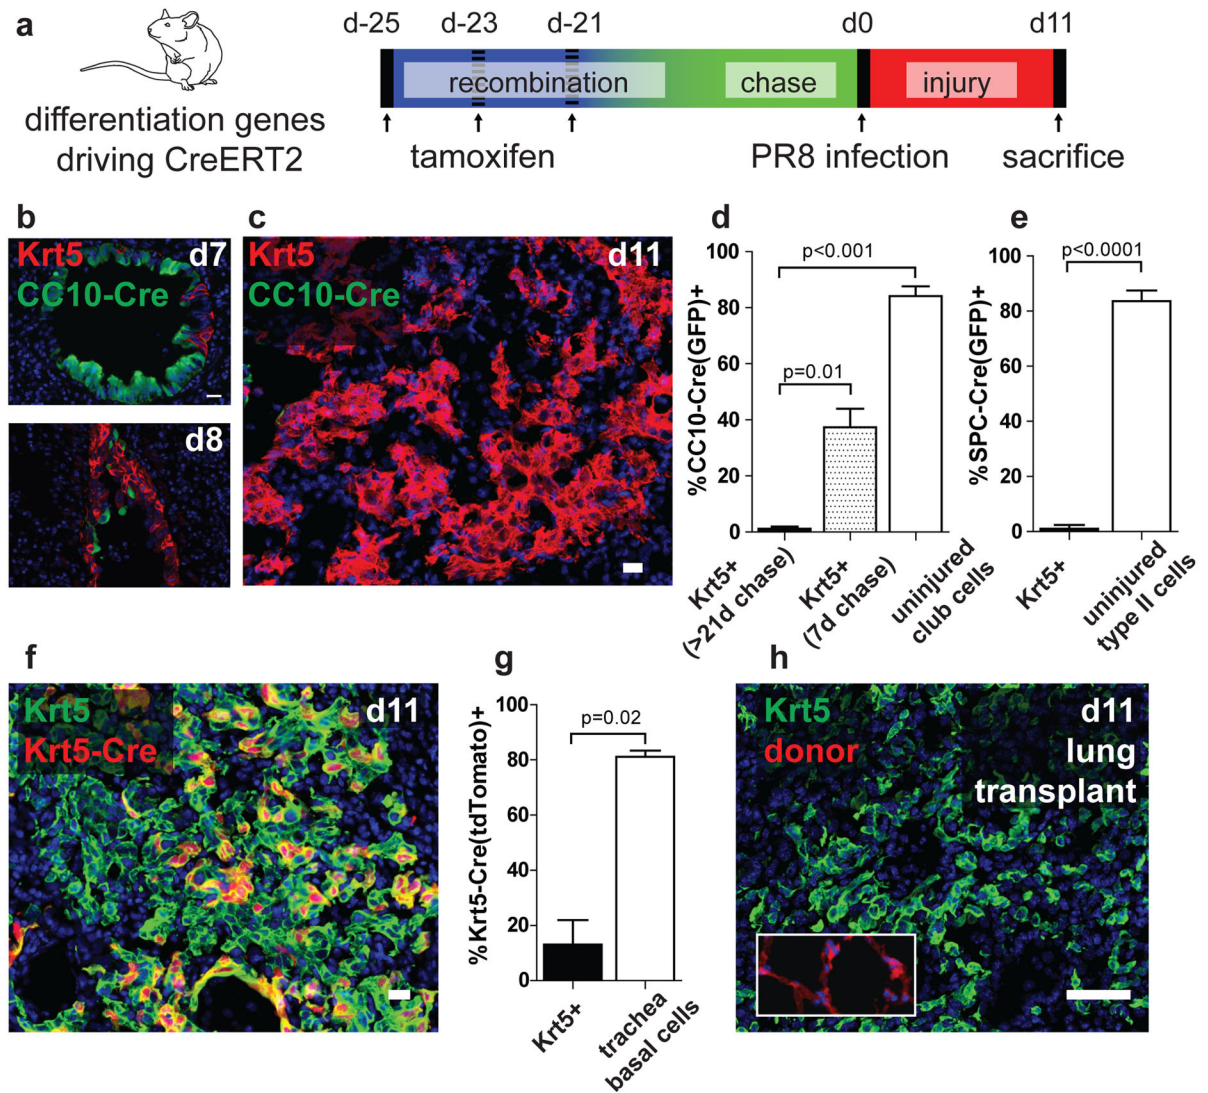 a
d-25 d-23 d-21 d0 d11
recombination chase injury
differentiation genes
driving CreERT2
tamoxifen PR8 infection sacrifice
b
Krt5 d7
CC10-Cre
d8
c
Krt5 d11
CC10-Cre
d
%CC10-Cre(GFP)+
100
80
60
40
20
0
p<0.001
p=0.01
Krt5+
(>21d chase)
Krt5+
(7d chase)
uninjured
club cells
e
%SPC-Cre(GFP)+
100
80
60
40
20
0
p<0.0001
Krt5+
uninjured
type II cells
f
Krt5 d11
Krt5-Cre
g
%Krt5-Cre(tdTomato)+
100
80
60
40
20
0
p=0.02
Krt5+
trachea
basal cells
h
Krt5 d11
donor lung
transplant